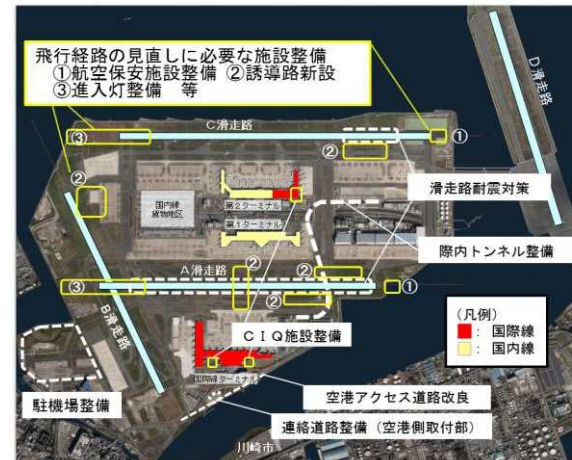 飛行経路の見直しに必要な施設整備
①航空保安施設整備 ②誘導路新設
③進入灯整備 等
D滑走路
③
C滑走路
①
②
②
滑走路耐震対策
国内線
貨物地区
第2ターミナル
第1ターミナル
際内トンネル整備
A滑走路
②
②
③
②
①
B滑走路
CIQ施設整備
(凡例)
: 国際線
: 国内線
ターミナル
駐機場整備
空港アクセス道路改良
連絡道路整備(空港側取付部)
川崎市